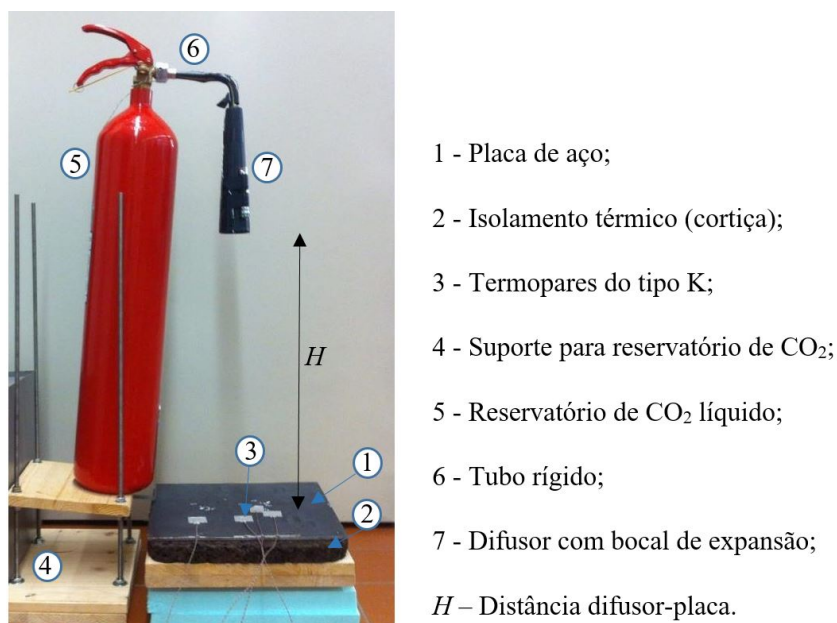 6
5
7
H
3
1
2
4
1 - Placa de aço;
2 - Isolamento térmico (cortiça);
3 - Termopares do tipo K;
4 - Suporte para reservatório de CO₂;
5 - Reservatório de CO₂ líquido;
6 - Tubo rígido;
7 - Difusor com bocal de expansão;
H – Distância difusor-placa.